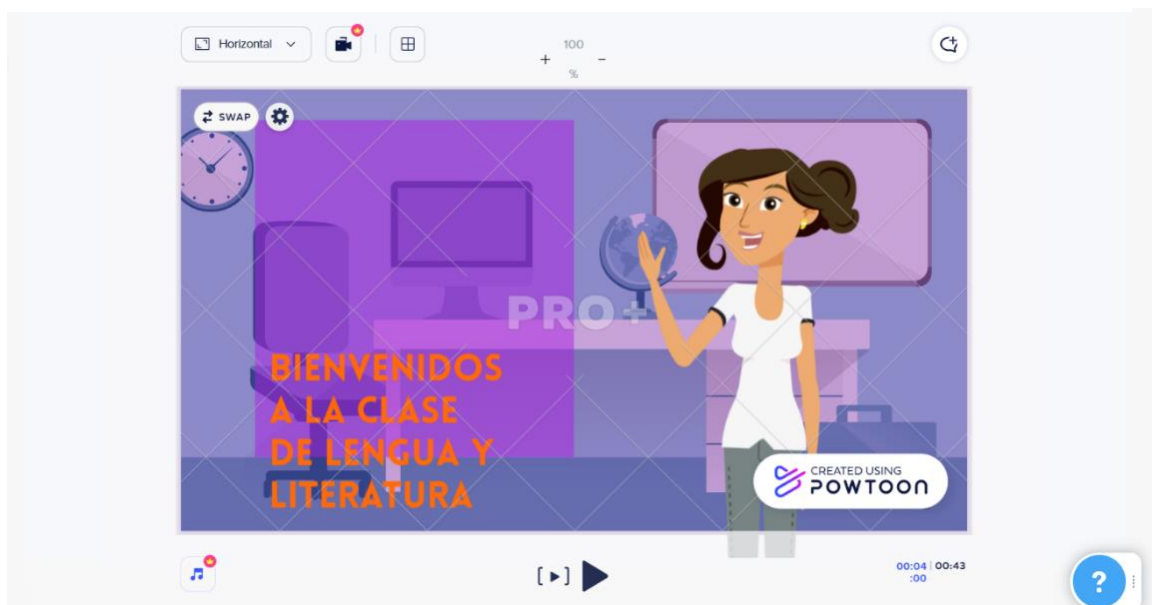 Horizontal
100
+ -
%
SWAP
PRO+
BIENVENIDOS
A LA CLASE
DE LENGUA Y
LITERATURA
CREATED USING
POWTOON
00:04 | 00:43
:00
?